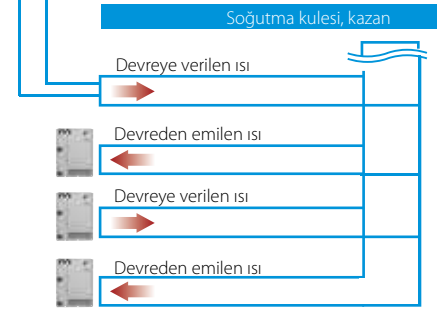 Soğutma kulesi, kazan
Devreye verilen ısı
Devreden emilen ısı
Devreye verilen ısı
Devreden emilen ısı